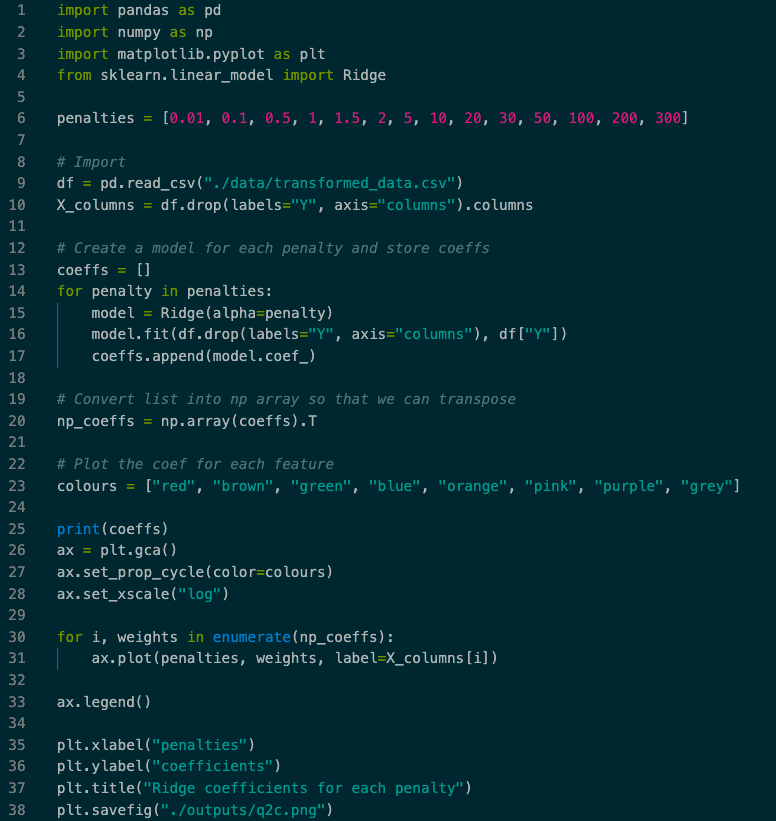 1 import pandas as pd
2 import numpy as np
3 import matplotlib.pyplot as plt
4 from sklearn.linear_model import Ridge
5
6 penalties = [0.01, 0.1, 0.5, 1, 1.5, 2, 5, 10, 20, 30, 50, 100, 200, 300]
7
8 # Import
9 df = pd.read_csv("./data/transformed_data.csv")
10 X_columns = df.drop(labels="Y", axis="columns").columns
11
12 # Create a model for each penalty and store coeffs
13 coeffs = []
14 for penalty in penalties:
15     model = Ridge(alpha=penalty)
16     model.fit(df.drop(labels="Y", axis="columns"), df["Y"])
17     coeffs.append(model.coef_)
18
19 # Convert list into np array so that we can transpose
20 np_coeffs = np.array(coeffs).T
21
22 # Plot the coef for each feature
23 colours = ["red", "brown", "green", "blue", "orange", "pink", "purple", "grey"]
24
25 print(coeffs)
26 ax = plt.gca()
27 ax.set_prop_cycle(color=colours)
28 ax.set_xscale("log")
29
30 for i, weights in enumerate(np_coeffs):
31     ax.plot(penalties, weights, label=X_columns[i])
32
33 ax.legend()
34
35 plt.xlabel("penalties")
36 plt.ylabel("coefficients")
37 plt.title("Ridge coefficients for each penalty")
38 plt.savefig("./outputs/q2c.png")